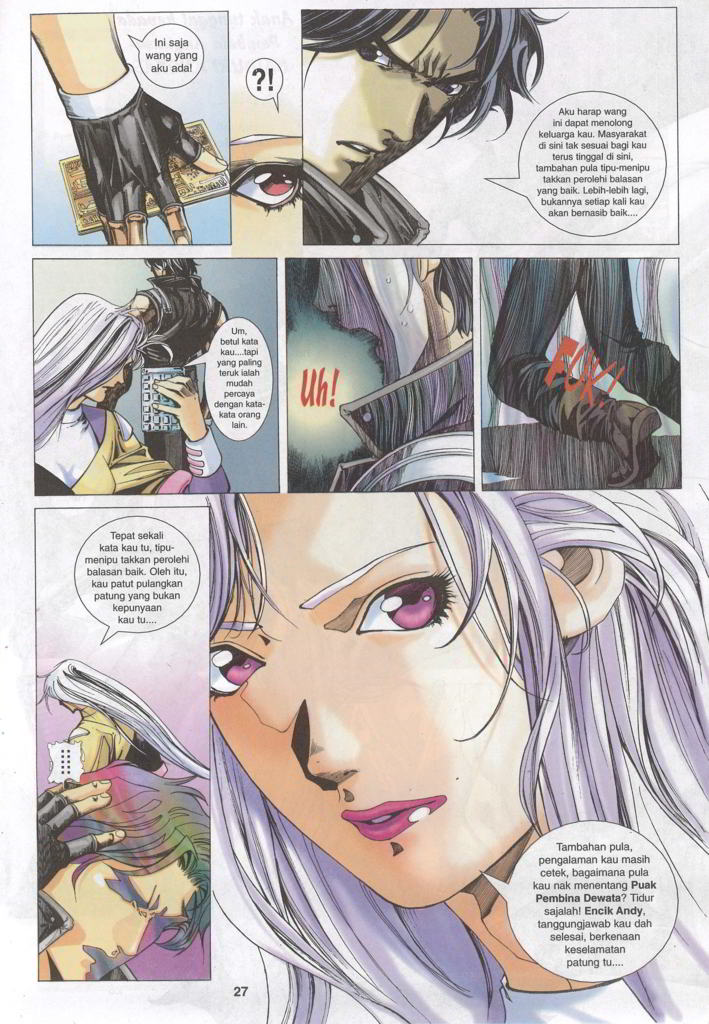 Ini saja
wang yang
aku ada!
?!
Aku harap wang
ini dapat menolong
keluarga kau. Masyarakat
di sini tak sesuai bagi kau
terus tinggal di sini,
tambahan pula tipu-menipu
takkan perolehi balasan
yang baik. Lebih-lebih lagi,
bukannya setiap kali kau
akan bernasib baik....
Um,
betul kata
kau....tapi
yang paling
teruk ialah
mudah
percaya
dengan kata-
kata orang
lain.
Uh!
FUK!
Tepat sekali
kata kau tu, tipu-
menipu takkan perolehi
balasan baik. Oleh itu,
kau patut pulangkan
patung yang bukan
kepunyaan
kau tu....
Tambahan pula,
pengalaman kau masih
cetek, bagaimana pula
kau nak menentang Puak
Pembina Dewata? Tidur
sajalah! Encik Andy,
tanggungjawab kau dah
selesai, berkenaan
keselamatan
patung tu....
27